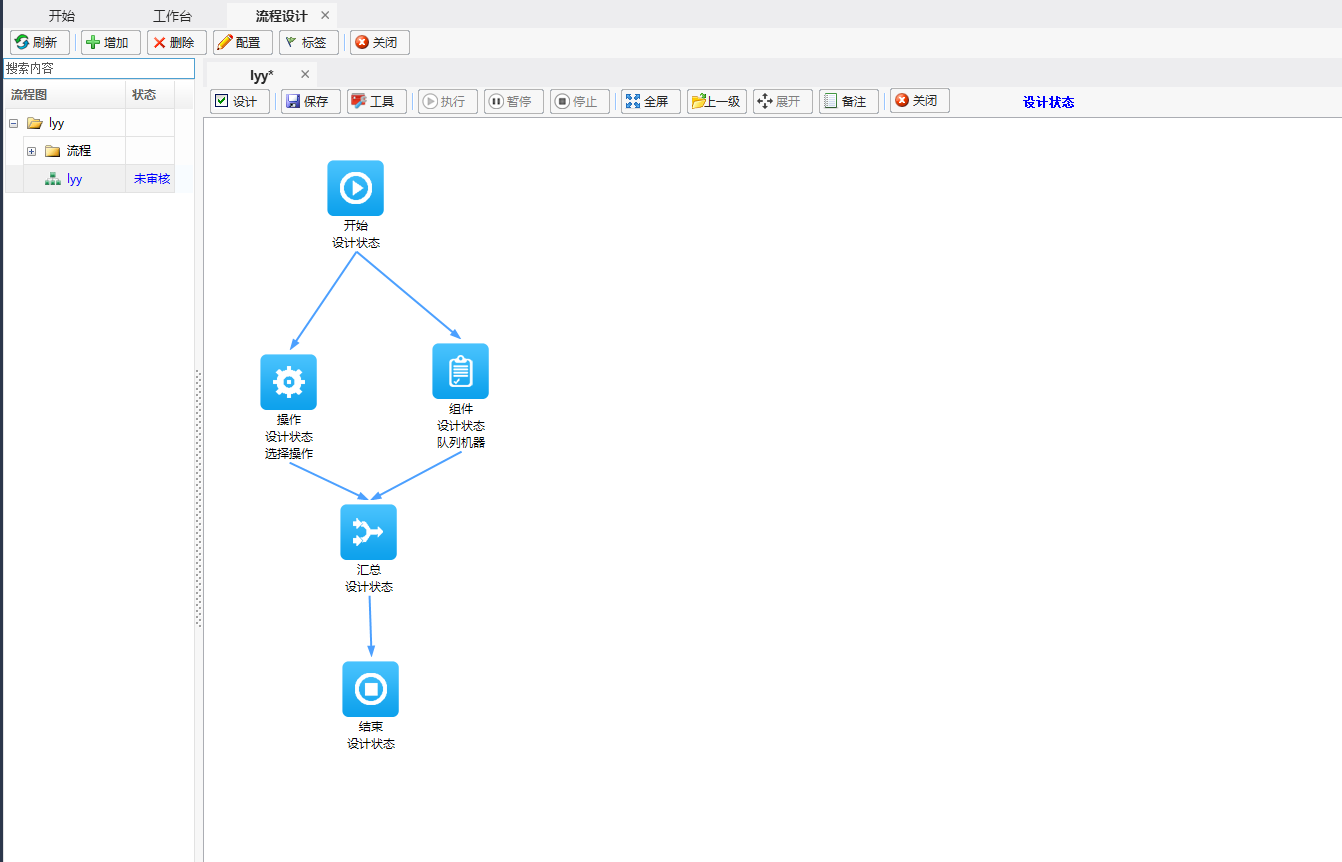 开始 工作台 流程设计
刷新 增加 删除 配置 标签 关闭
搜索内容
流程图 状态
lyy
流程
lyy 未审核
lyy*
设计 保存 工具 执行 暂停 停止 全屏 上一级 展开 备注 关闭 设计状态
开始
设计状态
操作
设计状态
选择操作
组件
设计状态
队列机器
汇总
设计状态
结束
设计状态